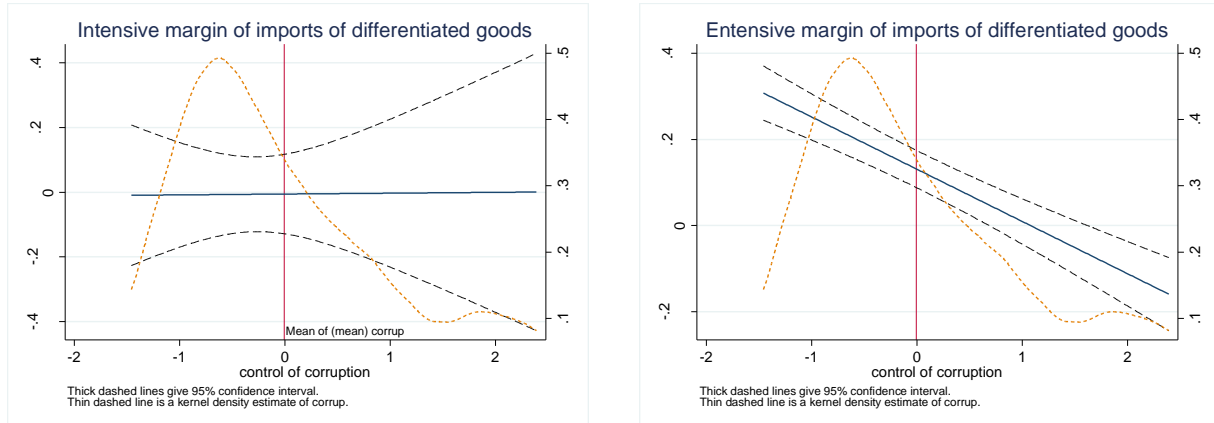 Intensive margin of imports of differentiated goods
.4
.2
0
-.2
-.4
.5
.4
.3
.2
.1
Mean of (mean) corrup
-2 -1 0 1 2
control of corruption
Thick dashed lines give 95% confidence interval.
Thin dashed line is a kernel density estimate of corrup.
Entensive margin of imports of differentiated goods
.4
.2
0
-.2
.5
.4
.3
.2
.1
-2 -1 0 1 2
control of corruption
Thick dashed lines give 95% confidence interval.
Thin dashed line is a kernel density estimate of corrup.